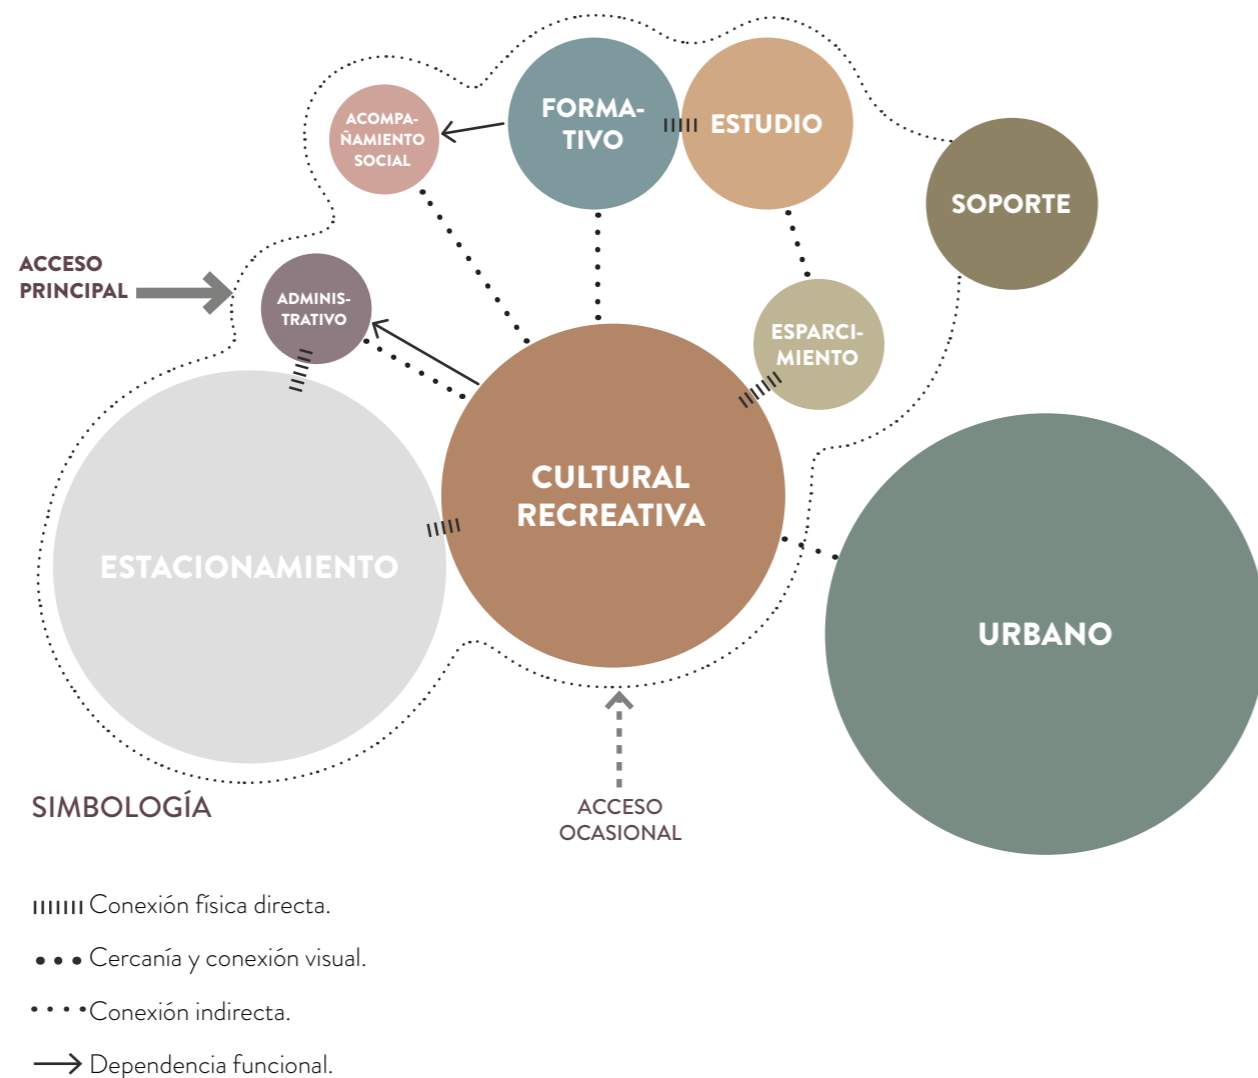 FORMA-
TIVO
ESTUDIO
ACOMPA-
ÑAMIENTO
SOCIAL
SOPORTE
ACCESO
PRINCIPAL
ADMINIS-
TRATIVO
ESPARCI-
MIENTO
CULTURAL
RECREATIVA
ESTACIONAMIENTO
URBANO
SIMBOLOGÍA
ACCESO
OCASIONAL
Conexión física directa.
Cercanía y conexión visual.
Conexión indirecta.
Dependencia funcional.